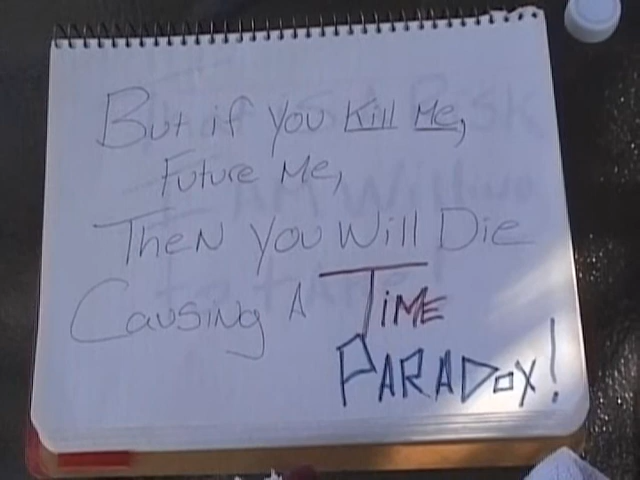 But if you Kill Me,
Future Me,
Then you Will Die
Causing A Time
Paradox!